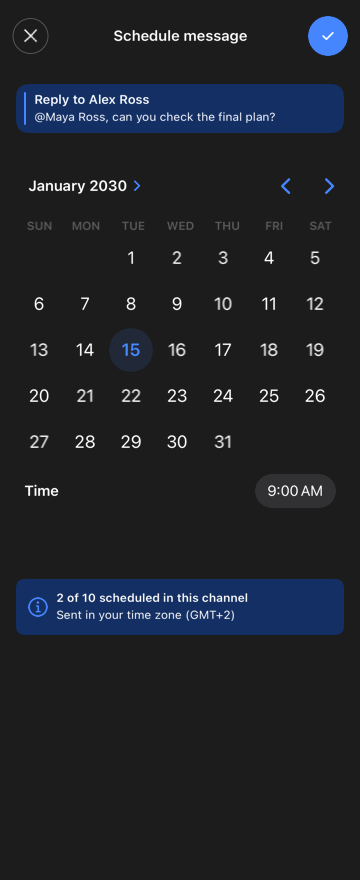 Schedule message
Reply to Alex Ross
@Maya Ross, can you check the final plan?
January 2030
SUN MON TUE WED THU FRI SAT
1 2 3 4 5
6 7 8 9 10 11 12
13 14 15 16 17 18 19
20 21 22 23 24 25 26
27 28 29 30 31
Time 9:00 AM
2 of 10 scheduled in this channel
Sent in your time zone (GMT+2)